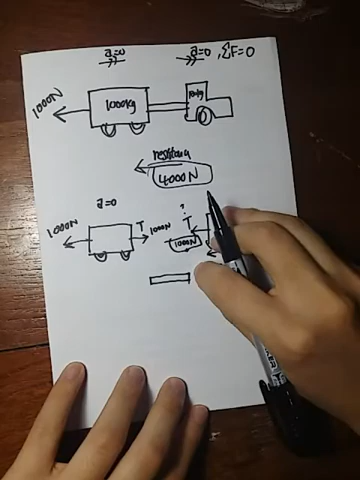 a=0 a=0, ΣF=0
1000N 1000kg
resistance
4000N
a=0 ?
1000N T 1000N T
1000N